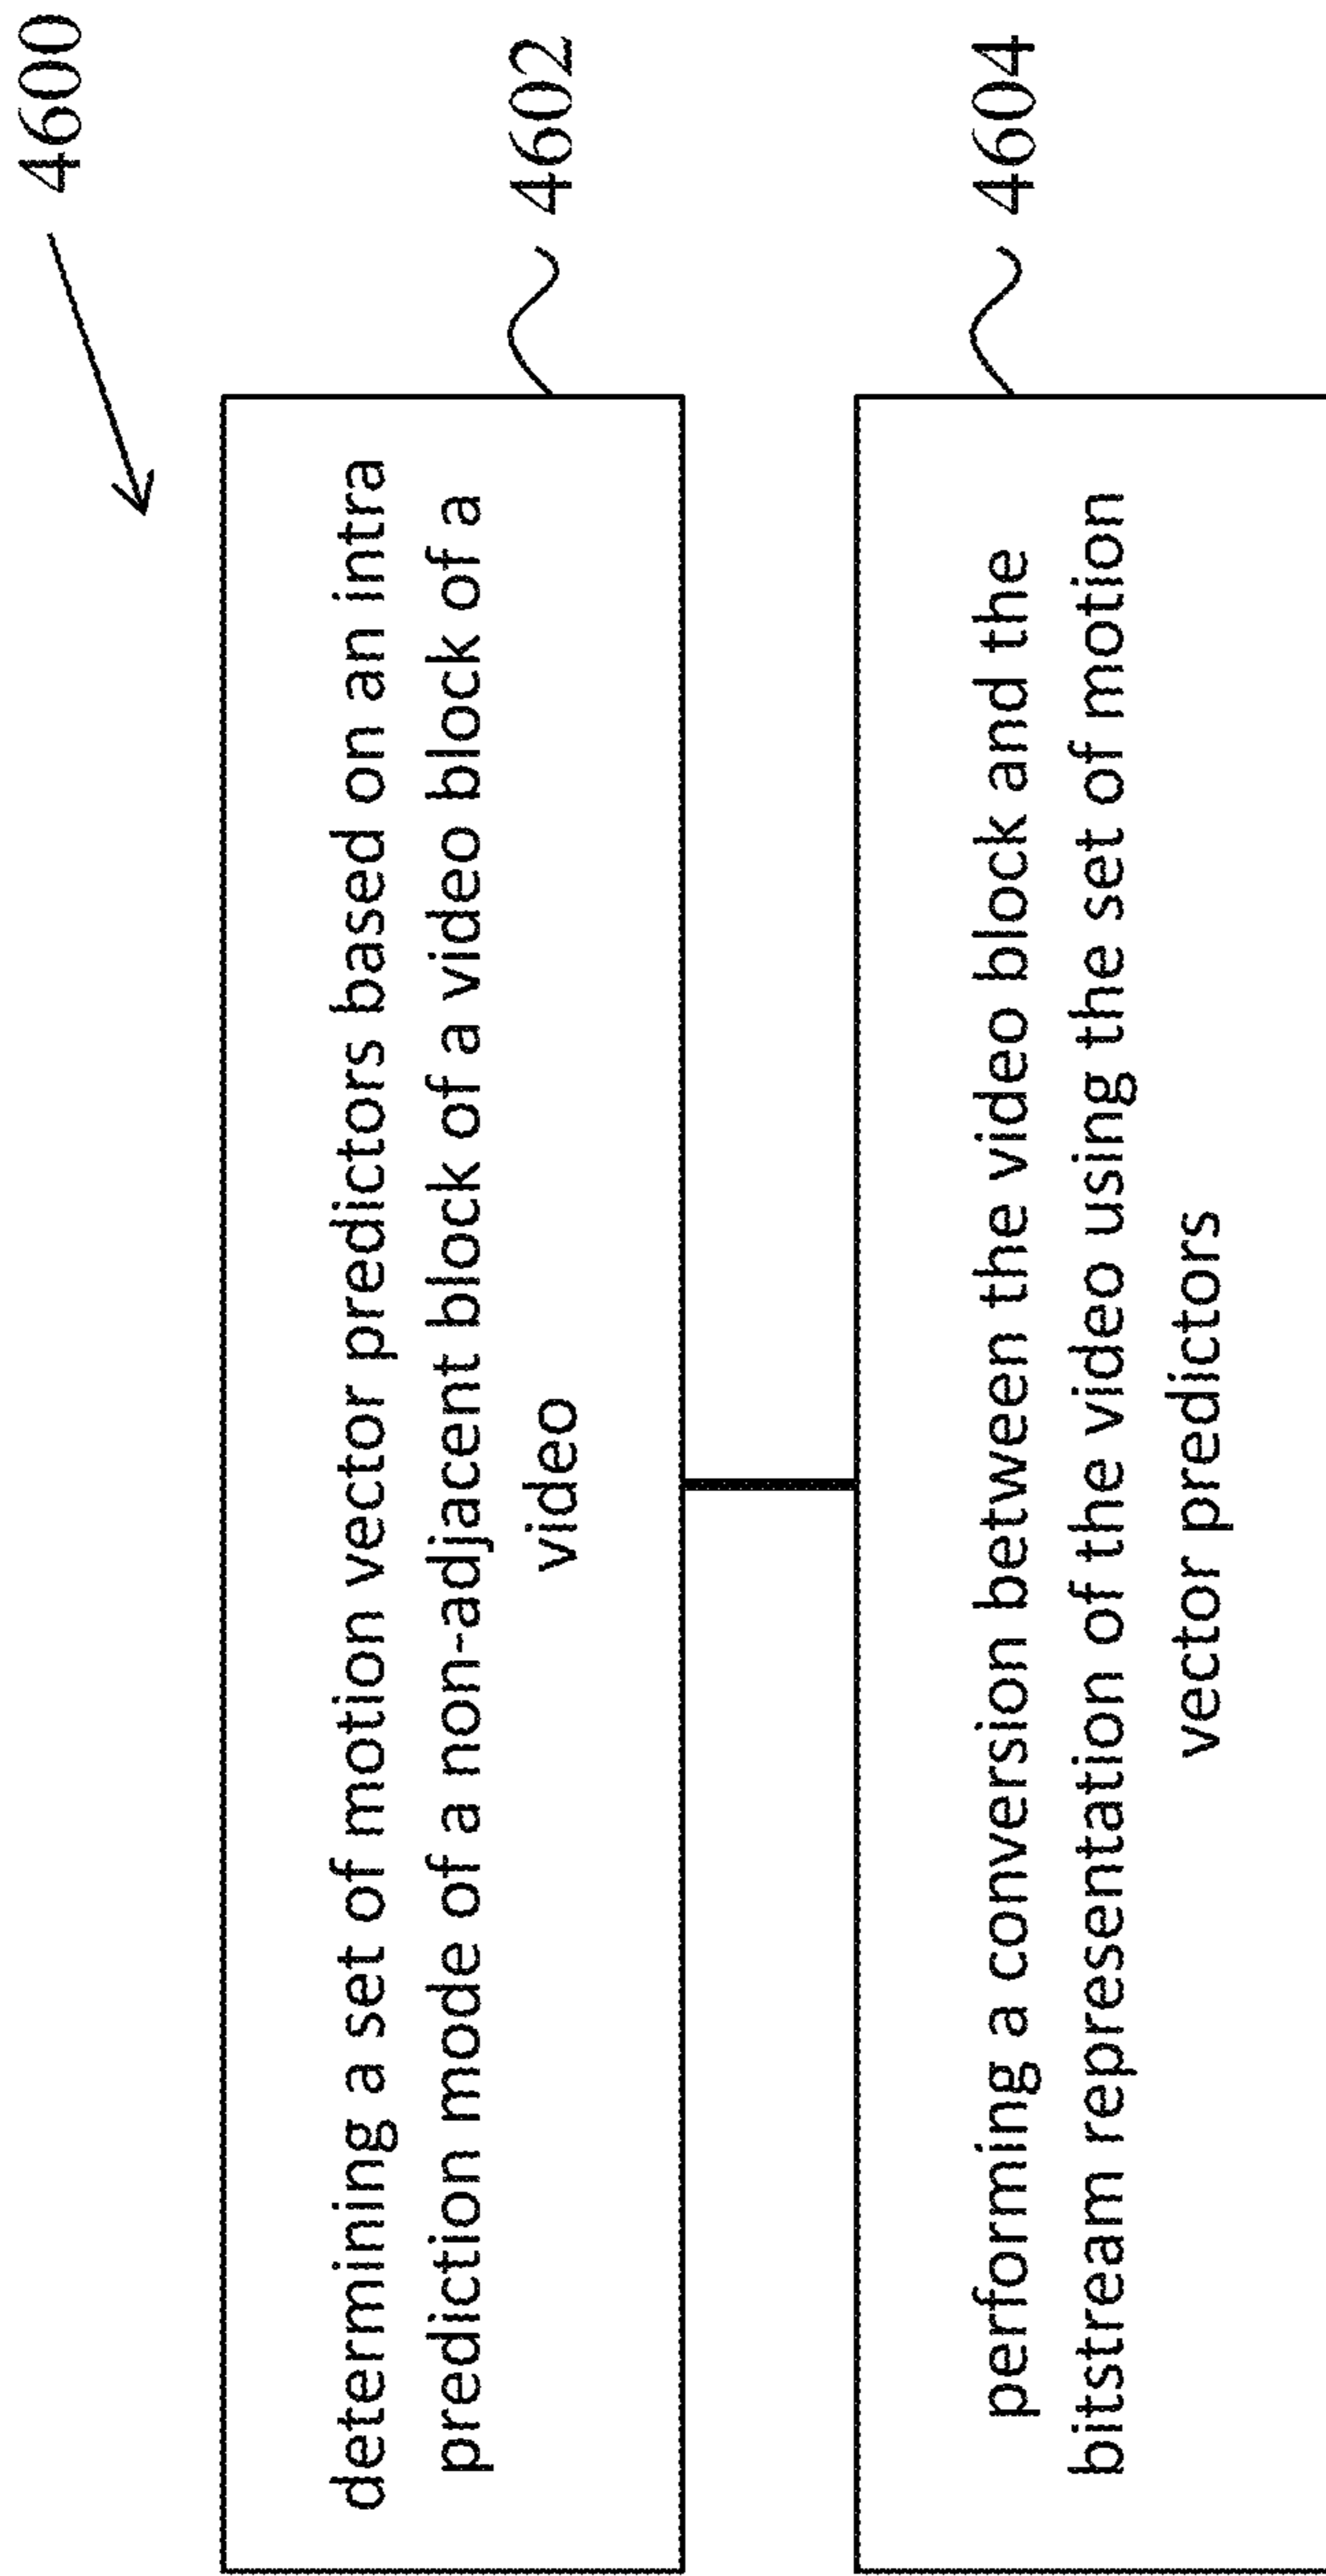 4600
determining a set of motion vector predictors based on an intra
prediction mode of a non-adjacent block of a video block of a
video
4602
performing a conversion between the video block and the
bitstream representation of the video using the set of motion
vector predictors
4604